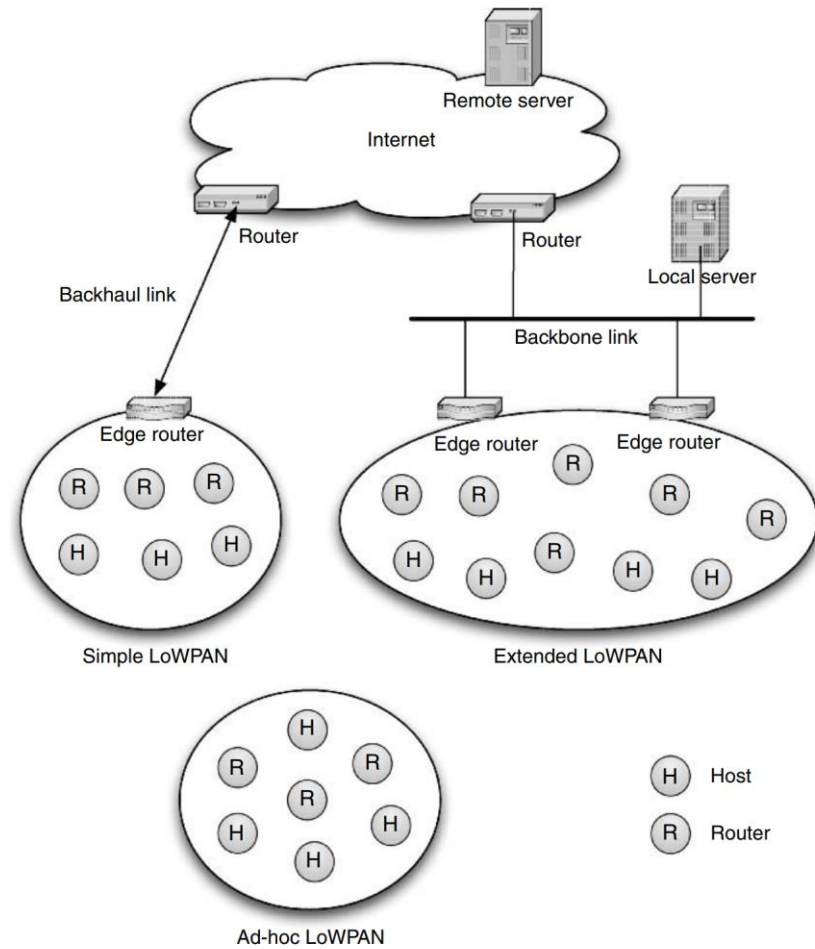 Remote server
Internet
Router
Router
Local server
Backhaul link
Backbone link
Edge router
Edge router
Edge router
R
R
R
H
H
H
R
R
R
R
R
H
H
R
H
H
Simple LoWPAN
Extended LoWPAN
H
R
R
R
H
H
H
H Host
R Router
Ad-hoc LoWPAN